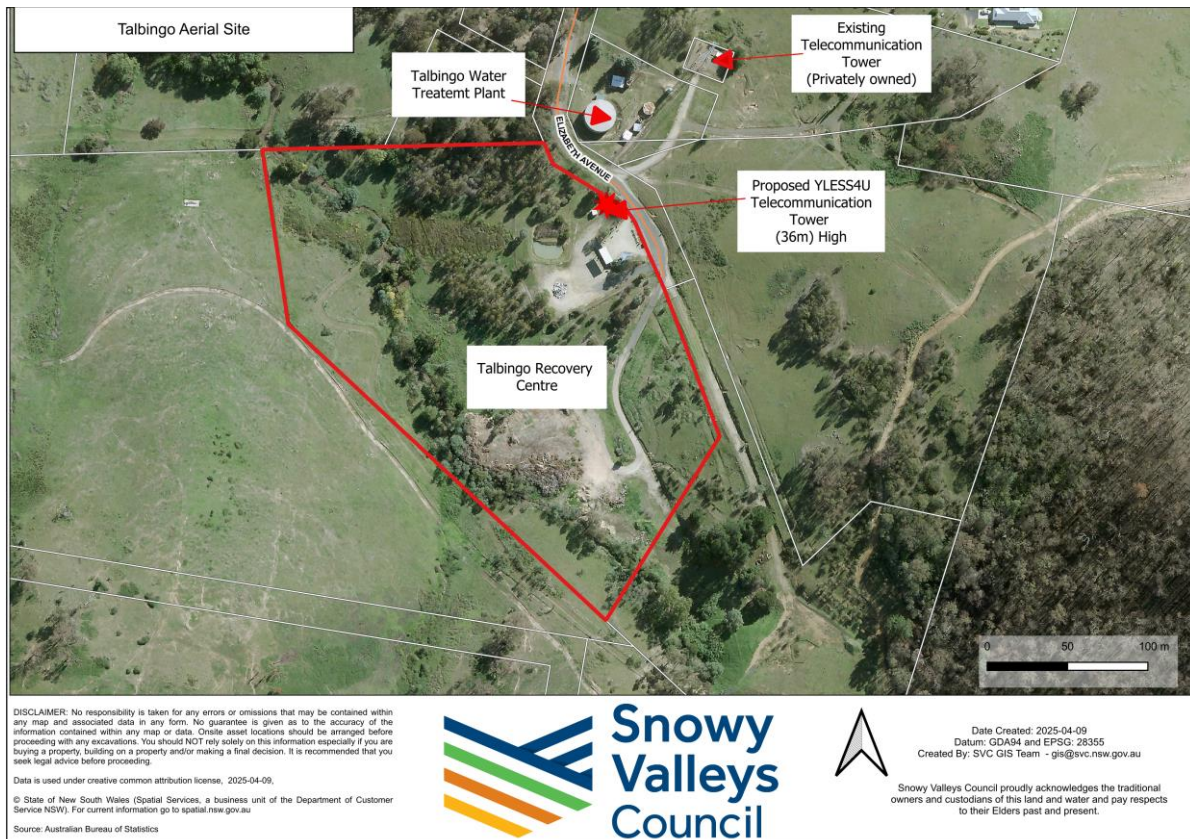 Talbingo Aerial Site
Existing
Telecommunication
Tower
(Privately owned)
Talbingo Water
Treatemt Plant
ELIZABETH AVENUE
Proposed YLESS4U
Telecommunication
Tower
(36m) High
Talbingo Recovery
Centre
0 50 100 m
DISCLAIMER: No responsibility is taken for any errors or omissions that may be contained within
any map and associated data in any form. No guarantee is given as to the accuracy of the
information contained within any map or data. Onsite asset locations should be arranged before
proceeding with any excavations. You should NOT rely solely on this information especially if you are
buying a property, building on a property and/or making a final decision. It is recommended that you
seek legal advice before proceeding.
Data is used under creative common attribution license, 2025-04-09,
© State of New South Wales (Spatial Services, a business unit of the Department of Customer
Service NSW). For current information go to spatial.nsw.gov.au
Source: Australian Bureau of Statistics
Snowy
Valleys
Council
Date Created: 2025-04-09
Datum: GDA94 and EPSG: 28355
Created By: SVC GIS Team - gis@svc.nsw.gov.au
Snowy Valleys Council proudly acknowledges the traditional
owners and custodians of this land and water and pay respects
to their Elders past and present.